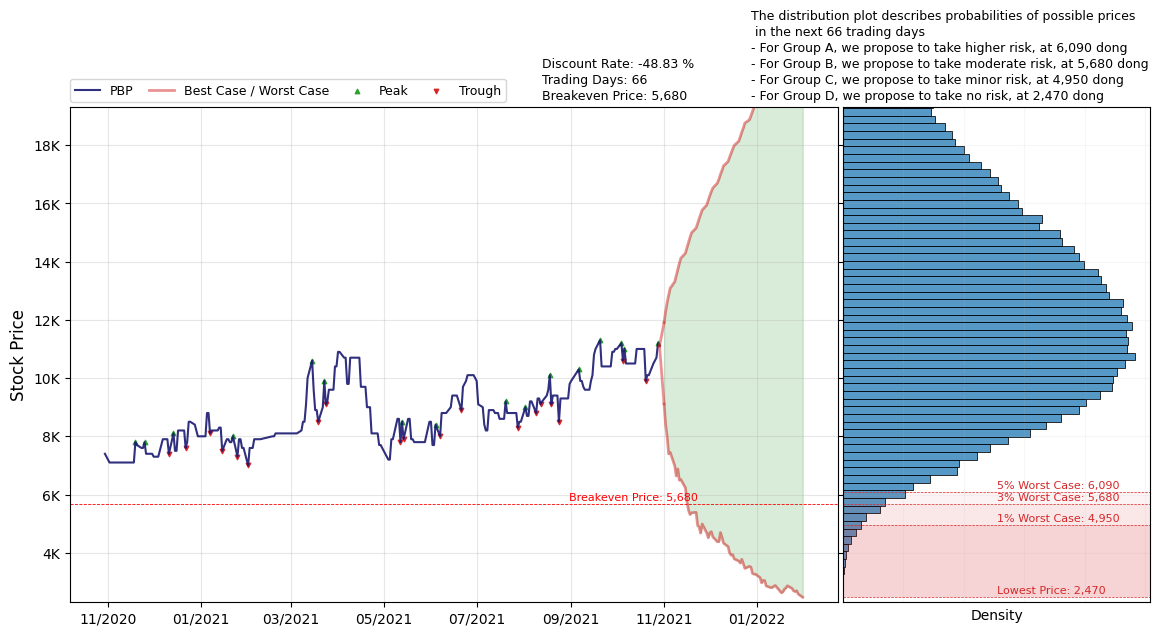 The distribution plot describes probabilities of possible prices
in the next 66 trading days
- For Group A, we propose to take higher risk, at 6,090 dong
- For Group B, we propose to take moderate risk, at 5,680 dong
- For Group C, we propose to take minor risk, at 4,950 dong
- For Group D, we propose to take no risk, at 2,470 dong
Discount Rate: -48.83 %
Trading Days: 66
Breakeven Price: 5,680
PBP
Best Case / Worst Case
Peak
Trough
Stock Price
18K
16K
14K
12K
10K
8K
6K
4K
Breakeven Price: 5,680
5% Worst Case: 6,090
3% Worst Case: 5,680
1% Worst Case: 4,950
Lowest Price: 2,470
11/2020
01/2021
03/2021
05/2021
07/2021
09/2021
11/2021
01/2022
Density